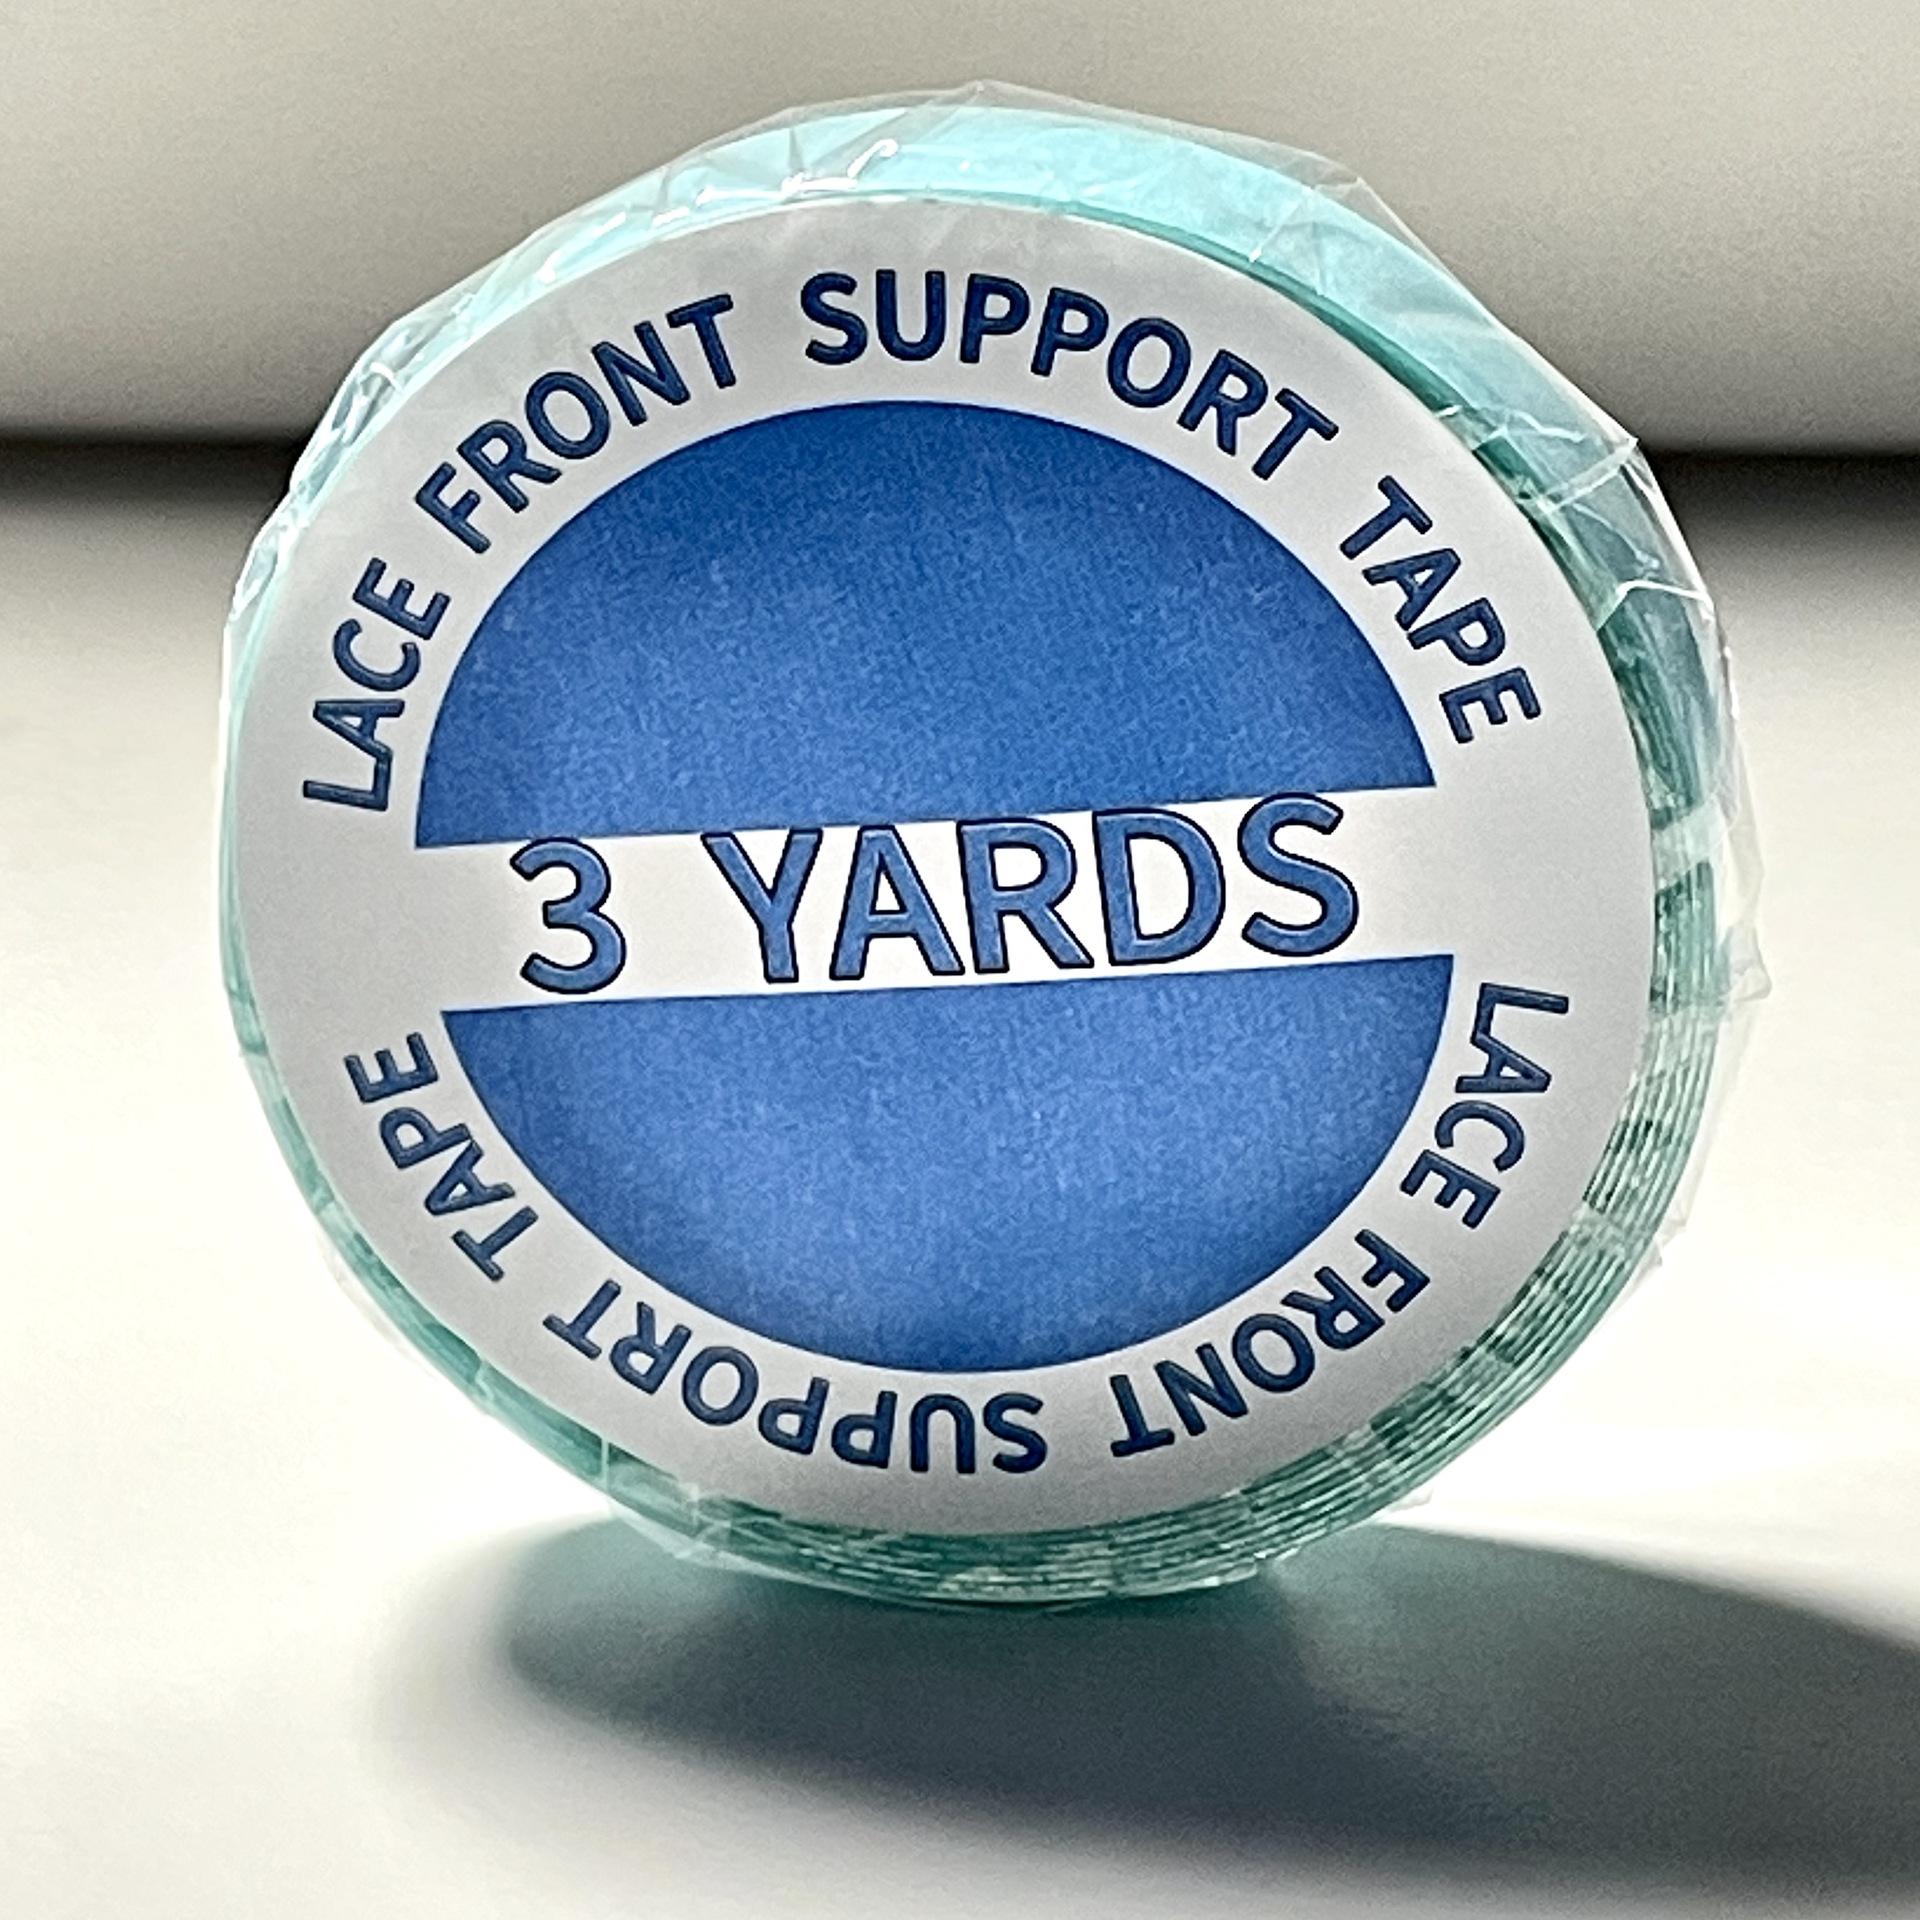 LACE FRONT SUPPORT TAPE
3 YARDS
LACE FRONT SUPPORT TAPE